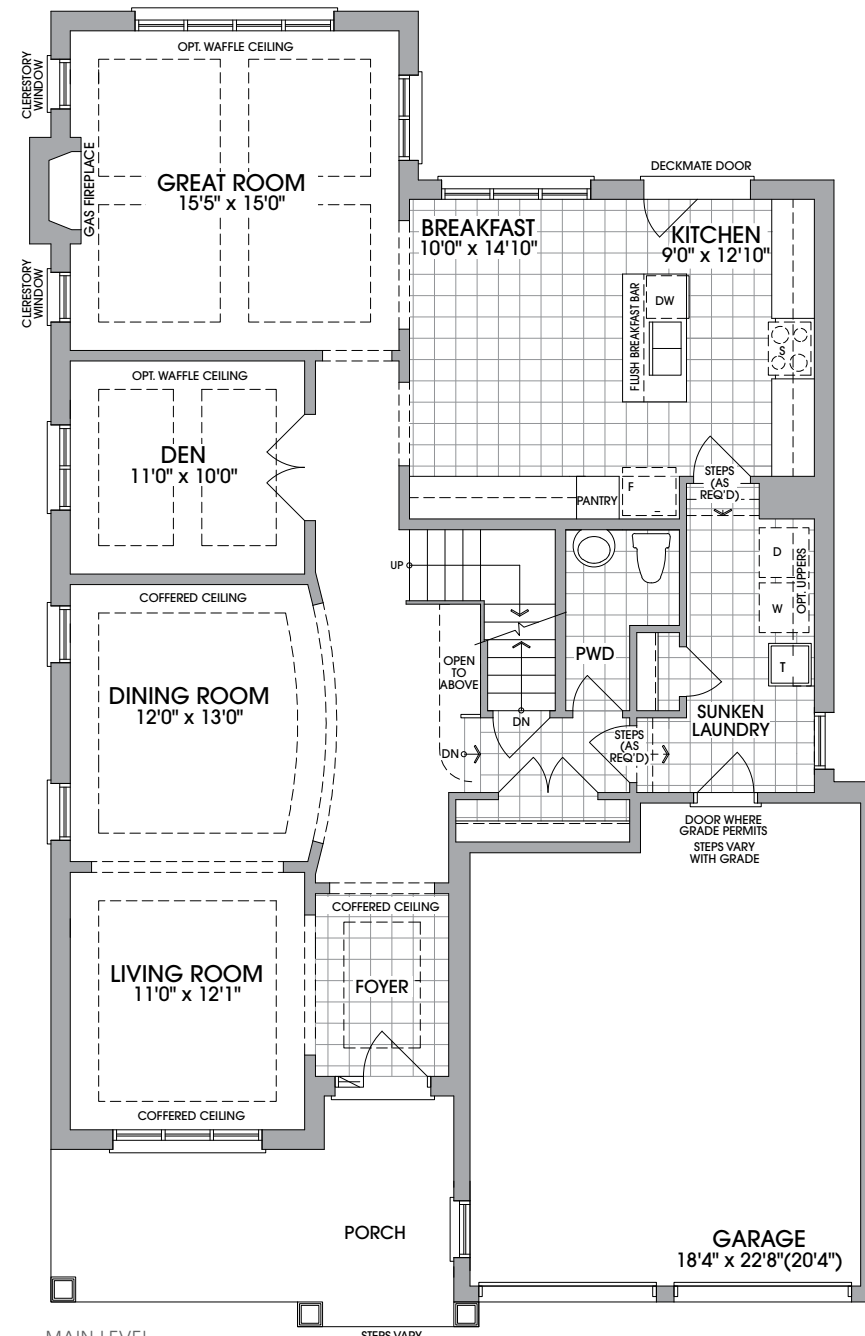 OPT. WAFFLE CEILING
CLERESTORY
WINDOW
GAS FIREPLACE
GREAT ROOM
15'5" x 15'0"
CLERESTORY
WINDOW
DECKMATE DOOR
BREAKFAST
10'0" x 14'10"
KITCHEN
9'0" x 12'10"
FLUSH BREAKFAST BAR
DW
S
OPT. WAFFLE CEILING
DEN
11'0" x 10'0"
PANTRY
F
STEPS
(AS
REQ'D)
UP
D
W
OPT. UPPERS
T
COFFERED CEILING
DINING ROOM
12'0" x 13'0"
OPEN
TO
ABOVE
PWD
DN
DN
STEPS
(AS
REQ'D)
SUNKEN
LAUNDRY
DOOR WHERE
GRADE PERMITS
STEPS VARY
WITH GRADE
COFFERED CEILING
FOYER
LIVING ROOM
11'0" x 12'1"
COFFERED CEILING
PORCH
GARAGE
18'4" x 22'8"(20'4")
MAIN LEVEL
STEPS VARY